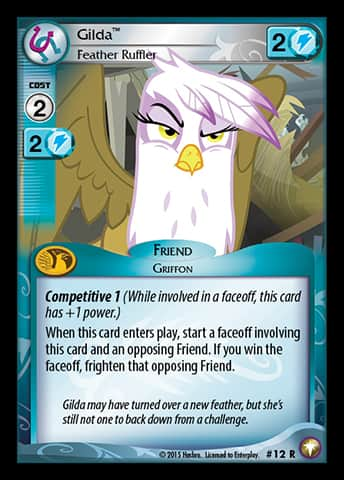 Gilda™
Feather Ruffler
2
COST
2
2
FRIEND
GRIFFON
Competitive 1 (While involved in a faceoff, this card
has +1 power.)
When this card enters play, start a faceoff involving
this card and an opposing Friend. If you win the
faceoff, frighten that opposing Friend.
Gilda may have turned over a new feather, but she's
still not one to back down from a challenge.
© 2015 Hasbro. Licensed to Enterplay. #12 R